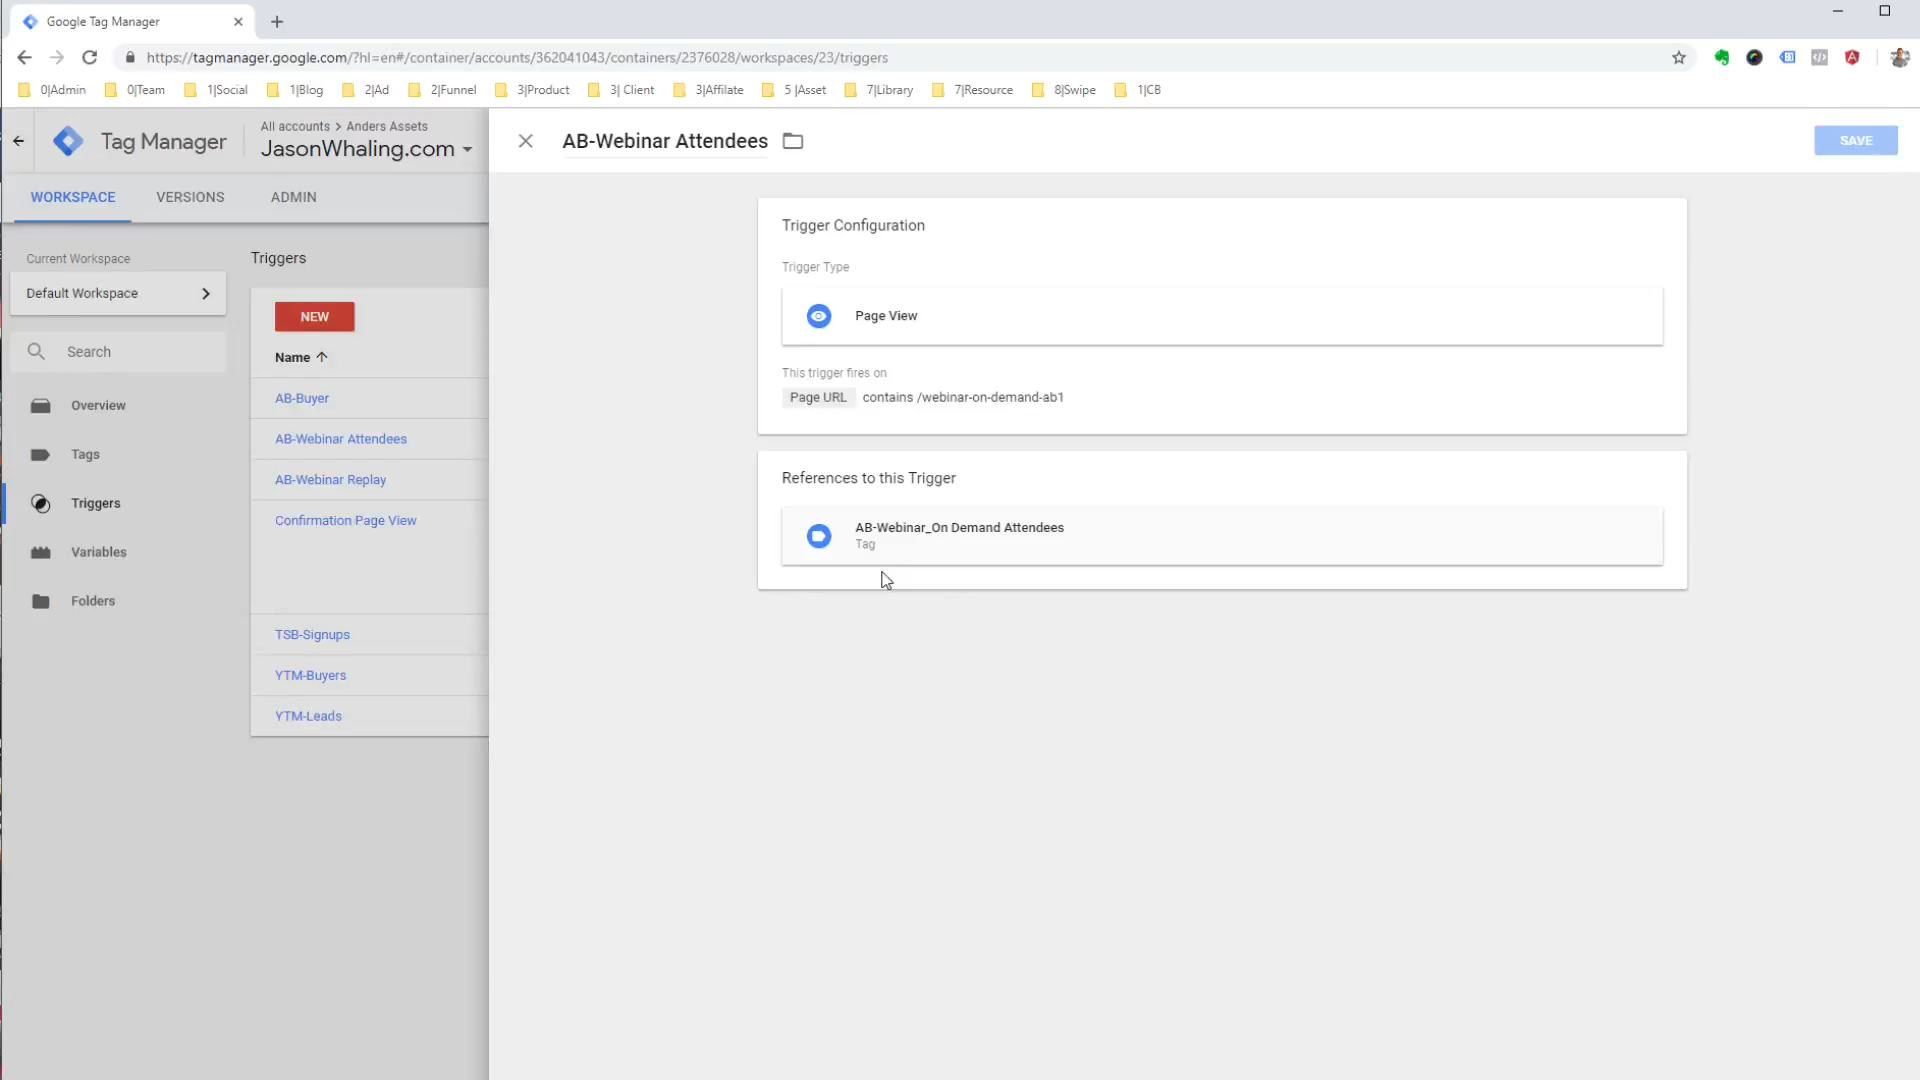 Google Tag Manager
https://tagmanager.google.com/?hl=en#/container/accounts/362041043/containers/2376028/workspaces/23/triggers
0|Admin 0|Team 1|Social 1|Blog 2|Ad 2|Funnel 3|Product 3| Client 3|Affilate 5 |Asset 7|Library 7|Resource 8|Swipe 1|CB
Tag Manager
All accounts > Anders Assets
JasonWhaling.com
AB-Webinar Attendees
SAVE
WORKSPACE VERSIONS ADMIN
Current Workspace
Default Workspace
Search
Overview
Tags
Triggers
Variables
Folders
Triggers
NEW
Name
AB-Buyer
AB-Webinar Attendees
AB-Webinar Replay
Confirmation Page View
TSB-Signups
YTM-Buyers
YTM-Leads
Trigger Configuration
Trigger Type
Page View
This trigger fires on
Page URL contains /webinar-on-demand-ab1
References to this Trigger
AB-Webinar_On Demand Attendees
Tag